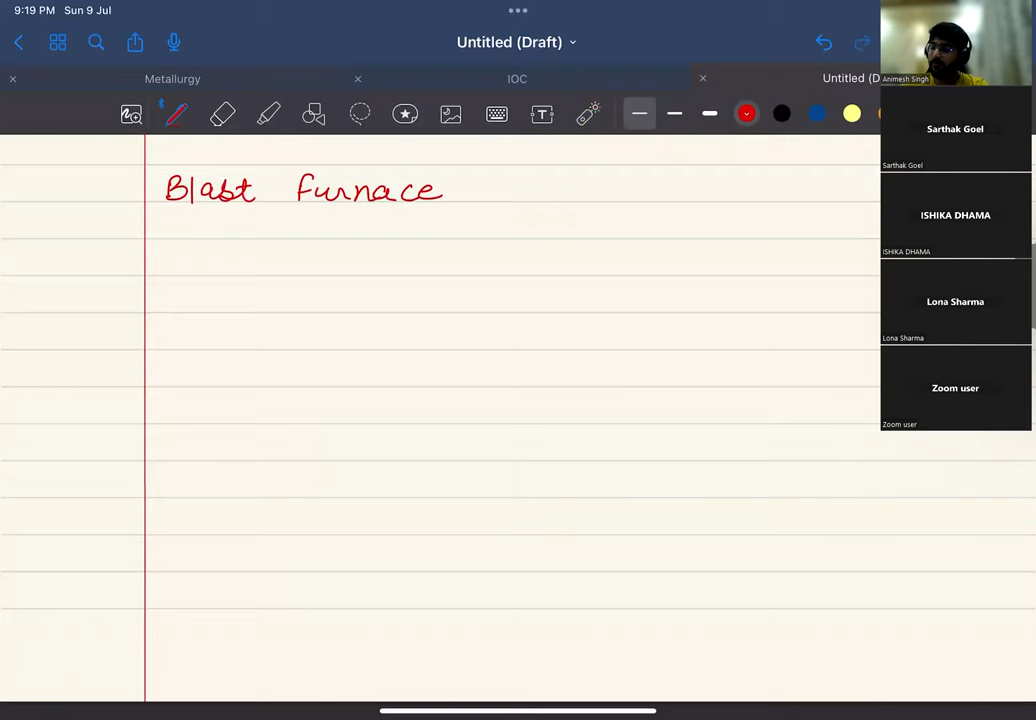 9:19 PM Sun 9 Jul
Untitled (Draft)
Metallurgy
IOC
Untitled (D
Animesh Singh
Sarthak Goel
Sarthak Goel
ISHIKA DHAMA
ISHIKA DHAMA
Lona Sharma
Lona Sharma
Zoom user
Zoom user
Blast Furnace